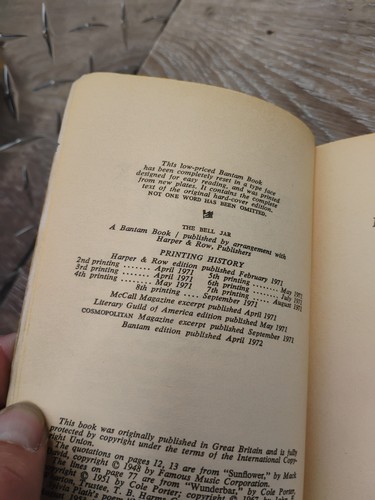 This low-priced Bantam Book
has been completely reset in a type face
designed for easy reading, and was printed
from new plates. It contains the complete
text of the original hard-cover edition.
NOT ONE WORD HAS BEEN OMITTED.
THE BELL JAR
A Bantam Book / published by arrangement with
Harper & Row, Publishers
PRINTING HISTORY
Harper & Row edition published February 1971
2nd printing ........ April 1971 5th printing ........ May 1971
3rd printing ........ April 1971 6th printing ........ July 1971
4th printing ........ May 1971 7th printing ........ August 1971
8th printing ........ September 1971
McCall Magazine excerpt published April 1971
Literary Guild of America edition published May 1971
COSMOPOLITAN Magazine excerpt published September 1971
Bantam edition published April 1972
This book was originally published in Great Britain and is fully
protected by copyright under the terms of the International Copy-
right Union.
The quotations on pages 12, 13 are from "Sunflower," by Mack
David, copyright © 1948 by Famous Music Corporation.
The lines on page 77 are from "Wunderbar," by Cole Porter,
© 1951 by Cole Porter;
Trustee. T. B.
Plath's poem